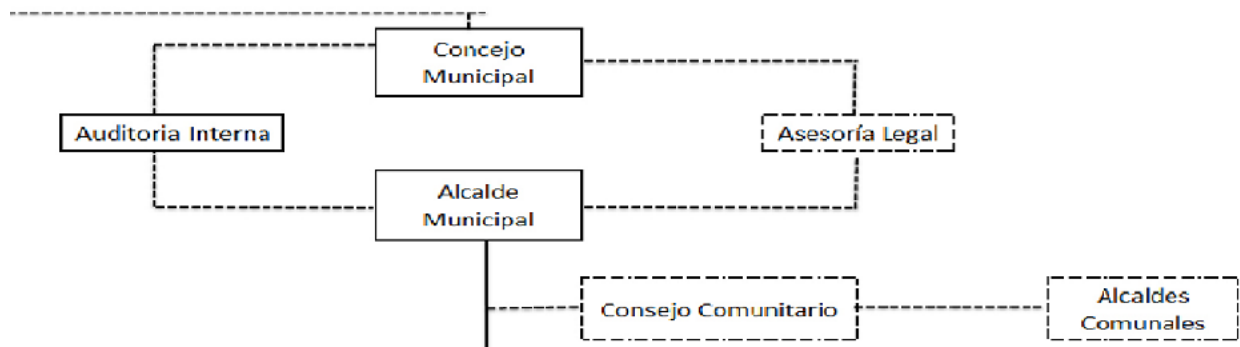 Concejo
Municipal
Auditoria Interna
Asesoría Legal
Alcalde
Municipal
Consejo Comunitario
Alcaldes
Comunales